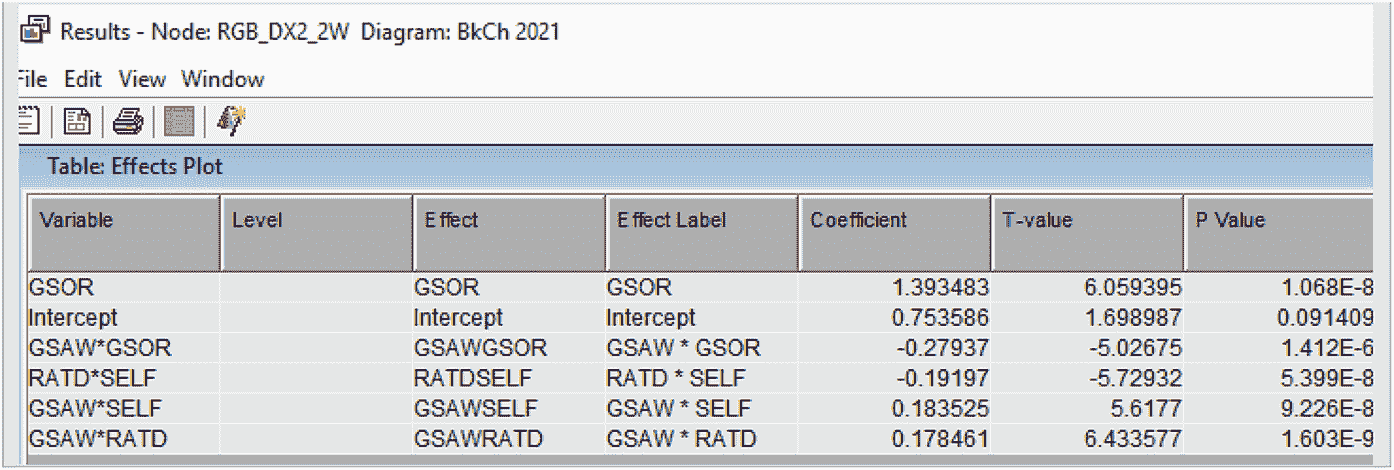 Results - Node: RGB_DX2_2W Diagram: BkCh 2021
File Edit View Window
Table: Effects Plot
Variable Level Effect Effect Label Coefficient T-value P Value
GSOR GSOR GSOR 1.393483 6.059395 1.068E-8
Intercept Intercept Intercept 0.753586 1.698987 0.091409
GSAW*GSOR GSAWGSOR GSAW * GSOR -0.27937 -5.02675 1.412E-6
RATD*SELF RATDSELF RATD * SELF -0.19197 -5.72932 5.399E-8
GSAW*SELF GSAWSELF GSAW * SELF 0.183525 5.6177 9.226E-8
GSAW*RATD GSAWRATD GSAW * RATD 0.178461 6.433577 1.603E-9